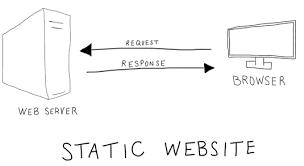 REQUEST
RESPONSE
WEB SERVER
BROWSER
STATIC WEBSITE